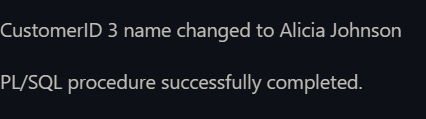 CustomerID 3 name changed to Alicia Johnson
PL/SQL procedure successfully completed.